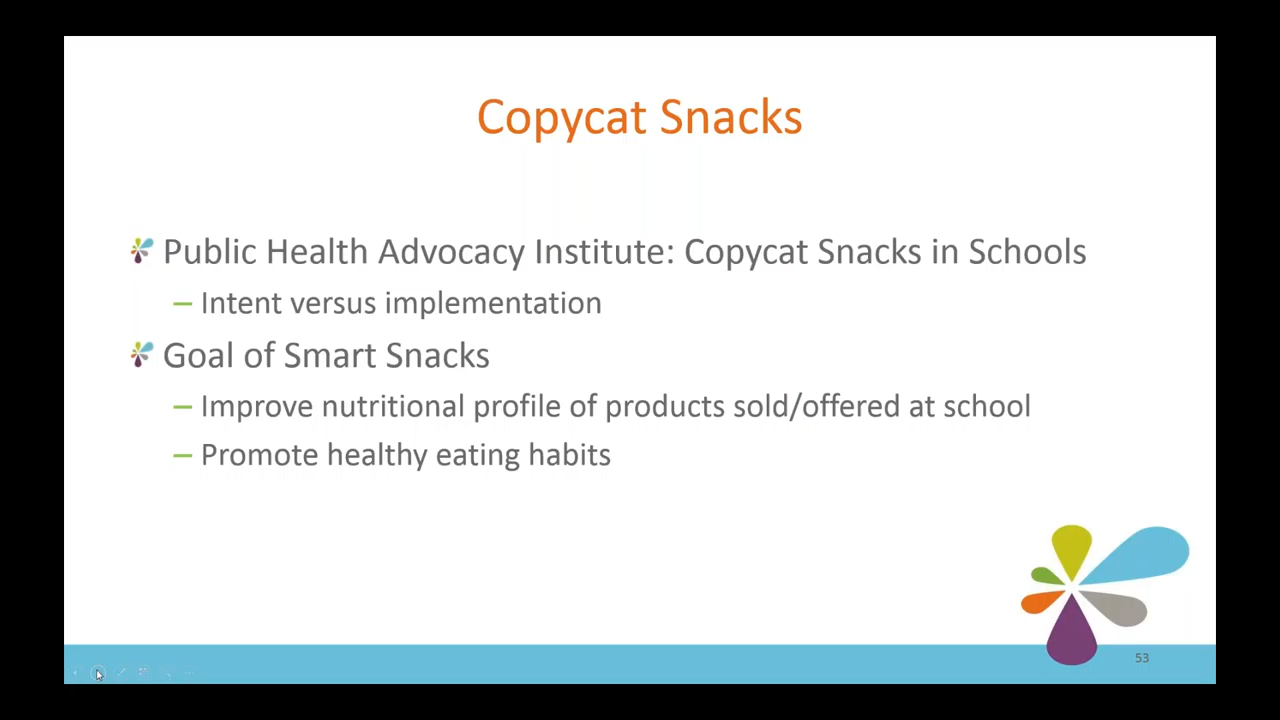 Copycat Snacks
Public Health Advocacy Institute: Copycat Snacks in Schools
– Intent versus implementation
Goal of Smart Snacks
– Improve nutritional profile of products sold/offered at school
– Promote healthy eating habits
53